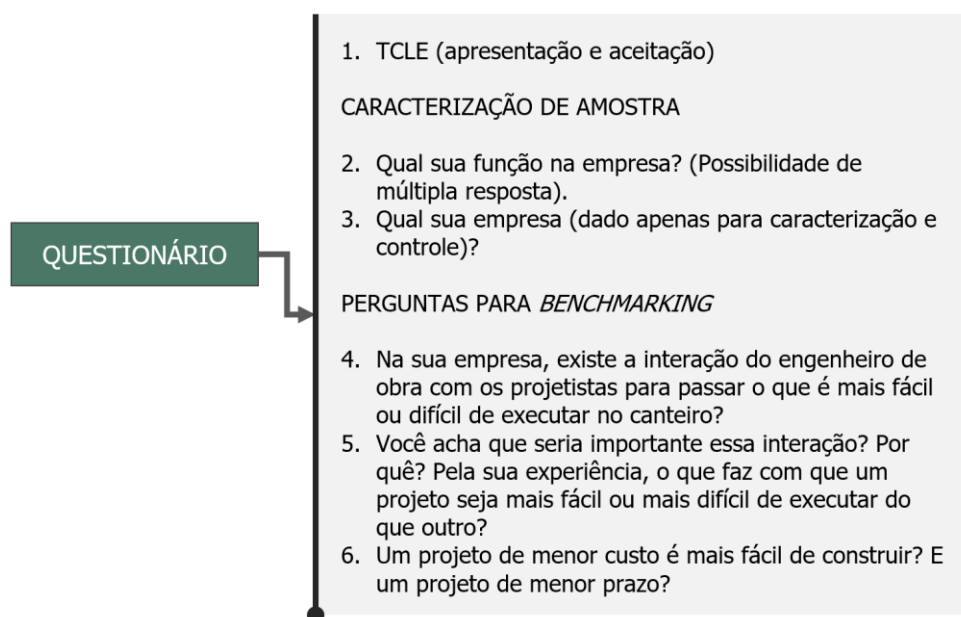 1. TCLE (apresentação e aceitação)
CARACTERIZAÇÃO DE AMOSTRA
2. Qual sua função na empresa? (Possibilidade de
múltipla resposta).
3. Qual sua empresa (dado apenas para caracterização e
controle)?
QUESTIONÁRIO
PERGUNTAS PARA BENCHMARKING
4. Na sua empresa, existe a interação do engenheiro de
obra com os projetistas para passar o que é mais fácil
ou difícil de executar no canteiro?
5. Você acha que seria importante essa interação? Por
quê? Pela sua experiência, o que faz com que um
projeto seja mais fácil ou mais difícil de executar do
que outro?
6. Um projeto de menor custo é mais fácil de construir? E
um projeto de menor prazo?